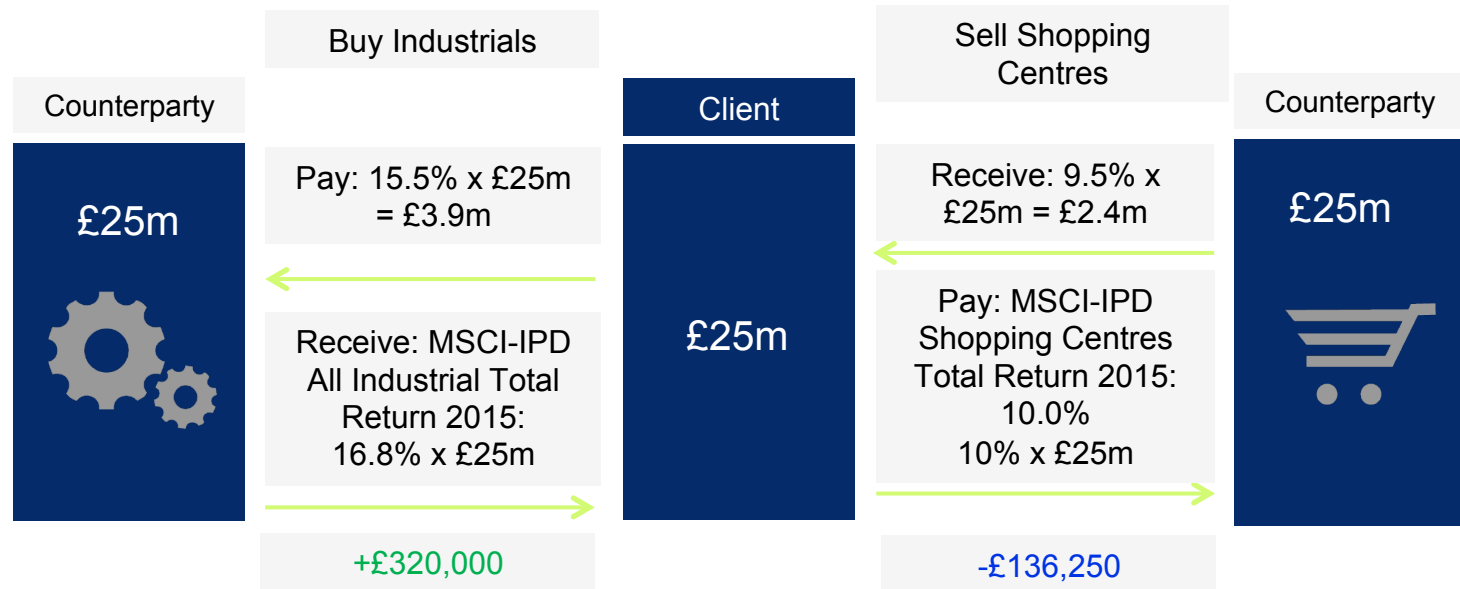 Buy Industrials
Sell Shopping
Centres
Counterparty
Client
Counterparty
£25m
Pay: 15.5% x £25m
= £3.9m
Receive: MSCI-IPD
All Industrial Total
Return 2015:
16.8% x £25m
£25m
Receive: 9.5% x
£25m = £2.4m
Pay: MSCI-IPD
Shopping Centres
Total Return 2015:
10.0%
10% x £25m
£25m
+£320,000
-£136,250